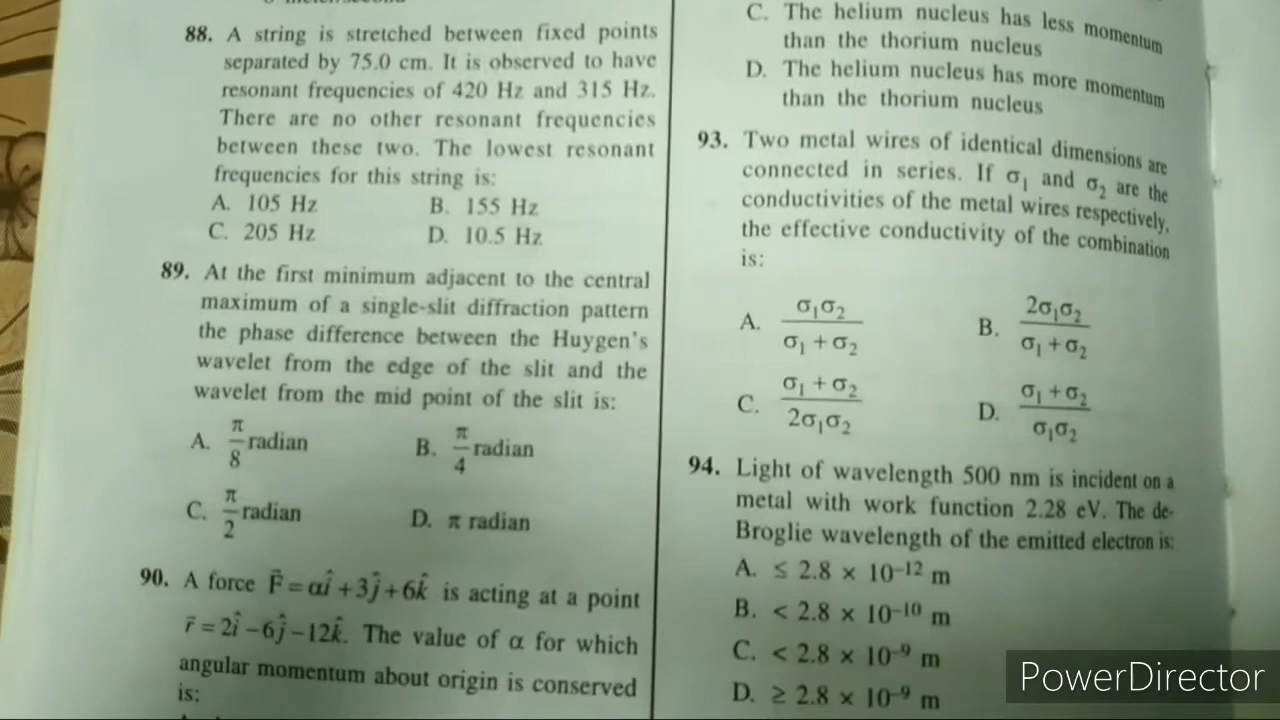 88. A string is stretched between fixed points
separated by 75.0 cm. It is observed to have
resonant frequencies of 420 Hz and 315 Hz.
There are no other resonant frequencies
between these two. The lowest resonant
frequencies for this string is:
A. 105 Hz B. 155 Hz
C. 205 Hz D. 10.5 Hz
89. At the first minimum adjacent to the central
maximum of a single-slit diffraction pattern
the phase difference between the Huygen's
wavelet from the edge of the slit and the
wavelet from the mid point of the slit is:
A. π/8 radian B. π/4 radian
C. π/2 radian D. π radian
90. A force F⃗ = αî + 3ĵ + 6k̂ is acting at a point
r⃗ = 2î − 6ĵ − 12k̂. The value of α for which
angular momentum about origin is conserved
is:
C. The helium nucleus has less momentum
than the thorium nucleus
D. The helium nucleus has more momentum
than the thorium nucleus
93. Two metal wires of identical dimensions are
connected in series. If σ₁ and σ₂ are the
conductivities of the metal wires respectively,
the effective conductivity of the combination
is:
A. σ₁σ₂/(σ₁ + σ₂) B. 2σ₁σ₂/(σ₁ + σ₂)
C. (σ₁ + σ₂)/2σ₁σ₂ D. (σ₁ + σ₂)/σ₁σ₂
94. Light of wavelength 500 nm is incident on a
metal with work function 2.28 eV. The de-
Broglie wavelength of the emitted electron is:
A. ≤ 2.8 × 10⁻¹² m
B. < 2.8 × 10⁻¹⁰ m
C. < 2.8 × 10⁻⁹ m
D. ≥ 2.8 × 10⁻⁹ m
PowerDirector